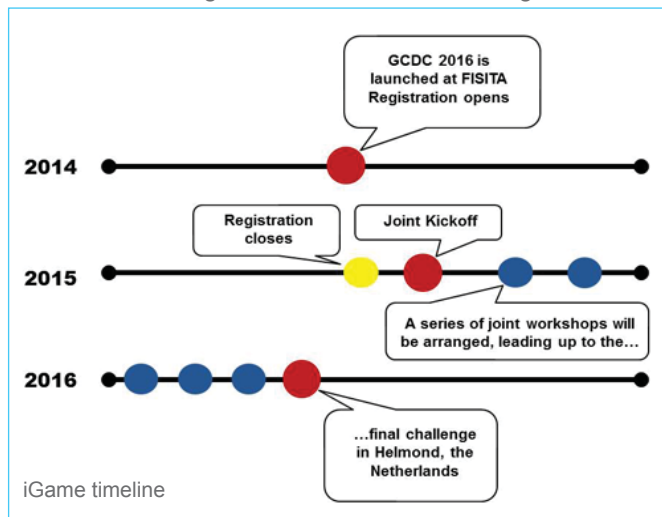 GCDC 2016 is
launched at FISITA
Registration opens
2014
Registration
closes
Joint Kickoff
2015
A series of joint workshops will
be arranged, leading up to the…
2016
…final challenge
in Helmond, the
Netherlands
iGame timeline